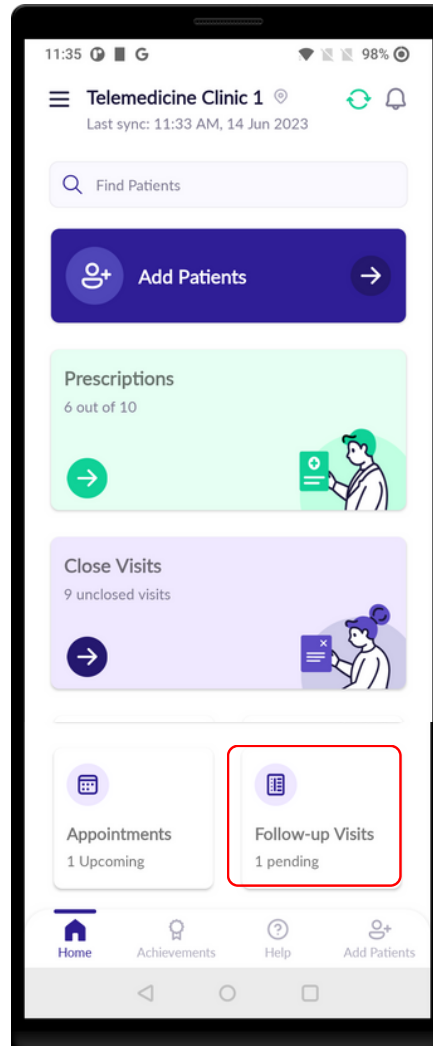 11:35 G 98%
Telemedicine Clinic 1
Last sync: 11:33 AM, 14 Jun 2023
Find Patients
Add Patients
Prescriptions
6 out of 10
Close Visits
9 unclosed visits
Appointments
1 Upcoming
Follow-up Visits
1 pending
Home Achievements Help Add Patients